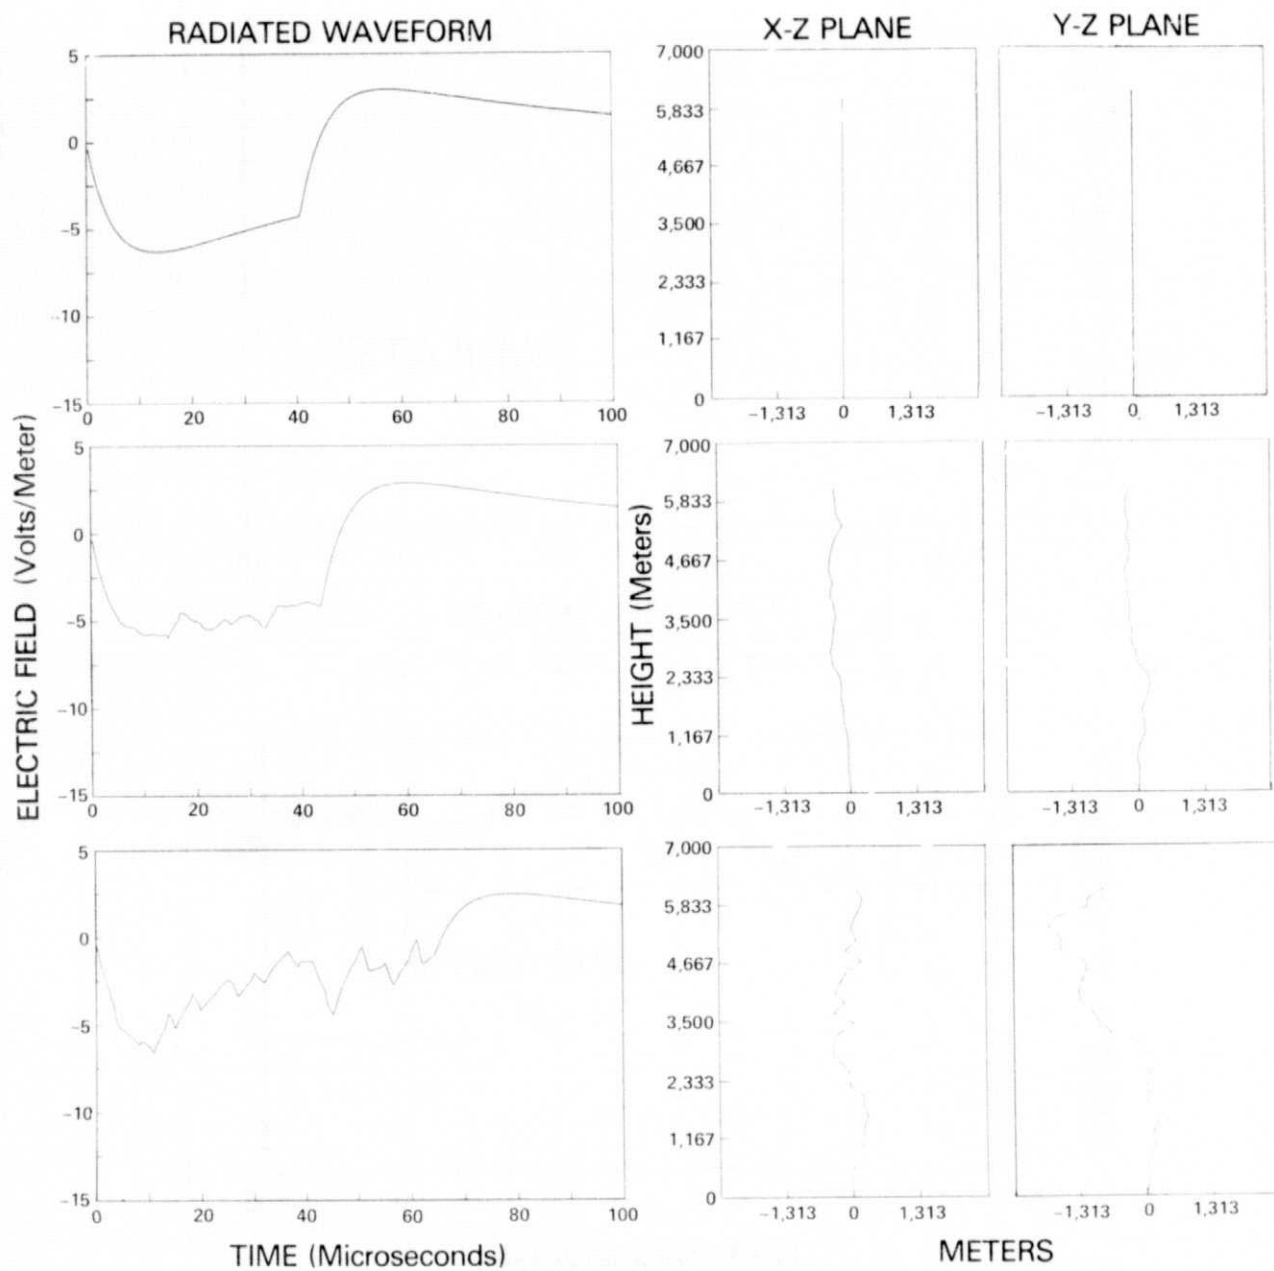 RADIATED WAVEFORM
X-Z PLANE
Y-Z PLANE
ELECTRIC FIELD (Volts/Meter)
5
0
-5
-10
-15
0 20 40 60 80 100
7,000
5,833
4,667
3,500
2,333
1,167
0
-1,313 0 1,313
-1,313 0 1,313
5
0
-5
-10
-15
0 20 40 60 80 100
HEIGHT (Meters)
7,000
5,833
4,667
3,500
2,333
1,167
0
-1,313 0 1,313
-1,313 0 1,313
5
0
-5
-10
-15
0 20 40 60 80 100
7,000
5,833
4,667
3,500
2,333
1,167
0
-1,313 0 1,313
-1,313 0 1,313
TIME (Microseconds)
METERS